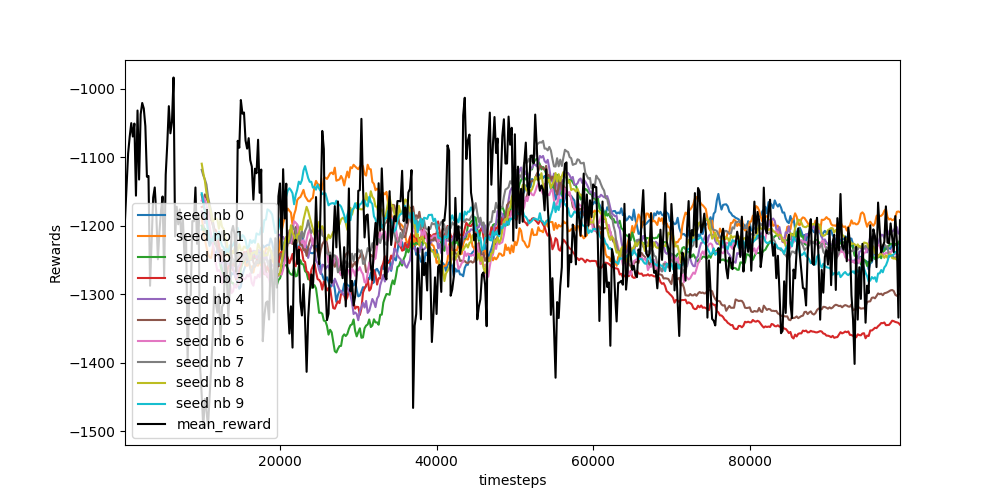 Rewards
−1000
−1100
−1200
−1300
−1400
−1500
seed nb 0
seed nb 1
seed nb 2
seed nb 3
seed nb 4
seed nb 5
seed nb 6
seed nb 7
seed nb 8
seed nb 9
mean_reward
20000 40000 60000 80000
timesteps